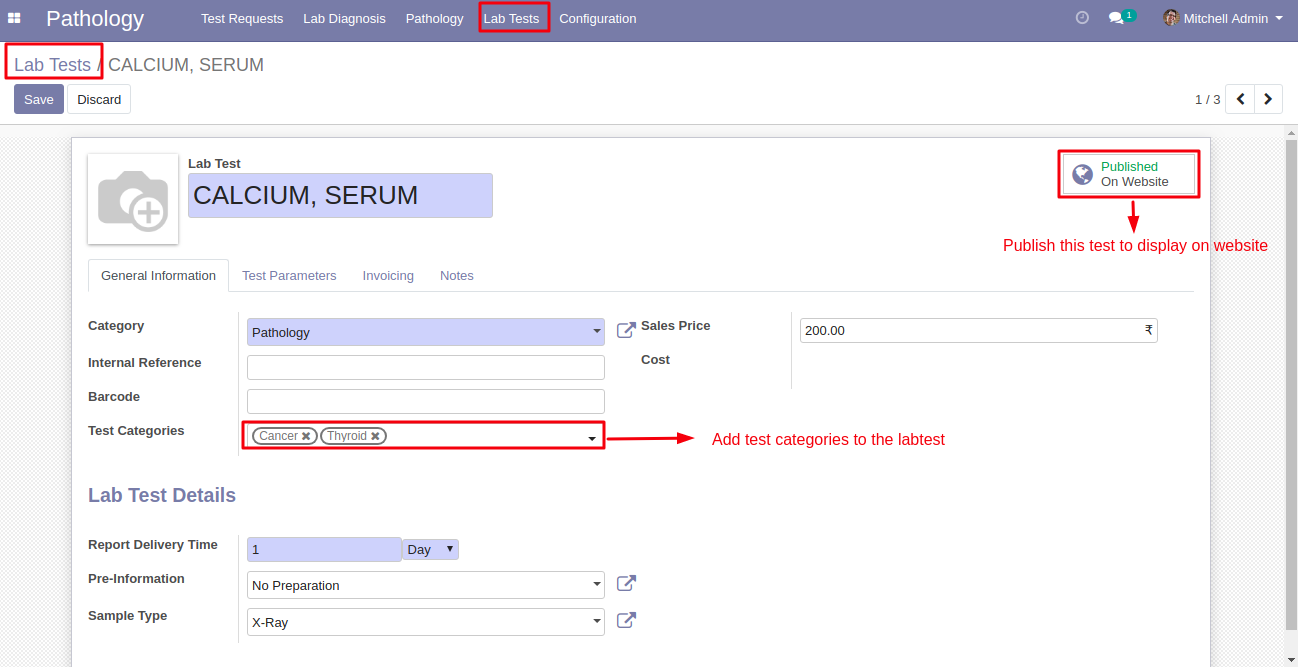 Pathology Test Requests Lab Diagnosis Pathology Lab Tests Configuration 1 Mitchell Admin
Lab Tests / CALCIUM, SERUM
Save Discard 1 / 3
Lab Test
CALCIUM, SERUM
Published
On Website
Publish this test to display on website
General Information Test Parameters Invoicing Notes
Category Pathology Sales Price 200.00 ₹
Internal Reference Cost
Barcode
Test Categories Cancer Thyroid Add test categories to the labtest
Lab Test Details
Report Delivery Time 1 Day
Pre-Information No Preparation
Sample Type X-Ray